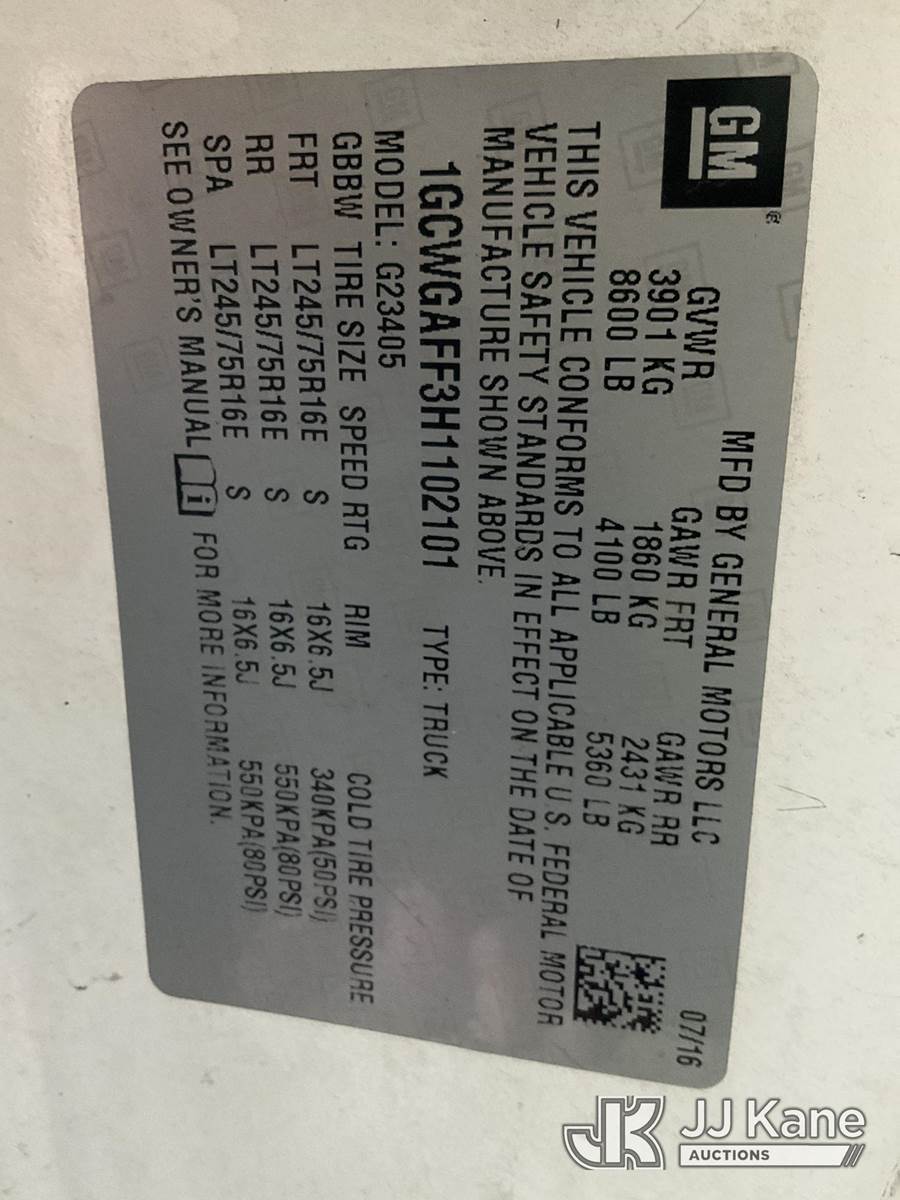 GM®
MFD BY GENERAL MOTORS LLC 07/16
GVWR GAWR FRT GAWR RR
3901 KG 1860 KG 2431 KG
8600 LB 4100 LB 5360 LB
THIS VEHICLE CONFORMS TO ALL APPLICABLE U.S. FEDERAL MOTOR
VEHICLE SAFETY STANDARDS IN EFFECT ON THE DATE OF
MANUFACTURE SHOWN ABOVE.
1GCWGAFF3H1102101 TYPE: TRUCK
MODEL: G23405
GBBW TIRE SIZE SPEED RTG RIM COLD TIRE PRESSURE
FRT LT245/75R16E S 16X6.5J 340KPA(50PSI)
RR LT245/75R16E S 16X6.5J 550KPA(80PSI)
SPA LT245/75R16E S 16X6.5J 550KPA(80PSI)
SEE OWNER'S MANUAL i FOR MORE INFORMATION.
JK JJ Kane
AUCTIONS